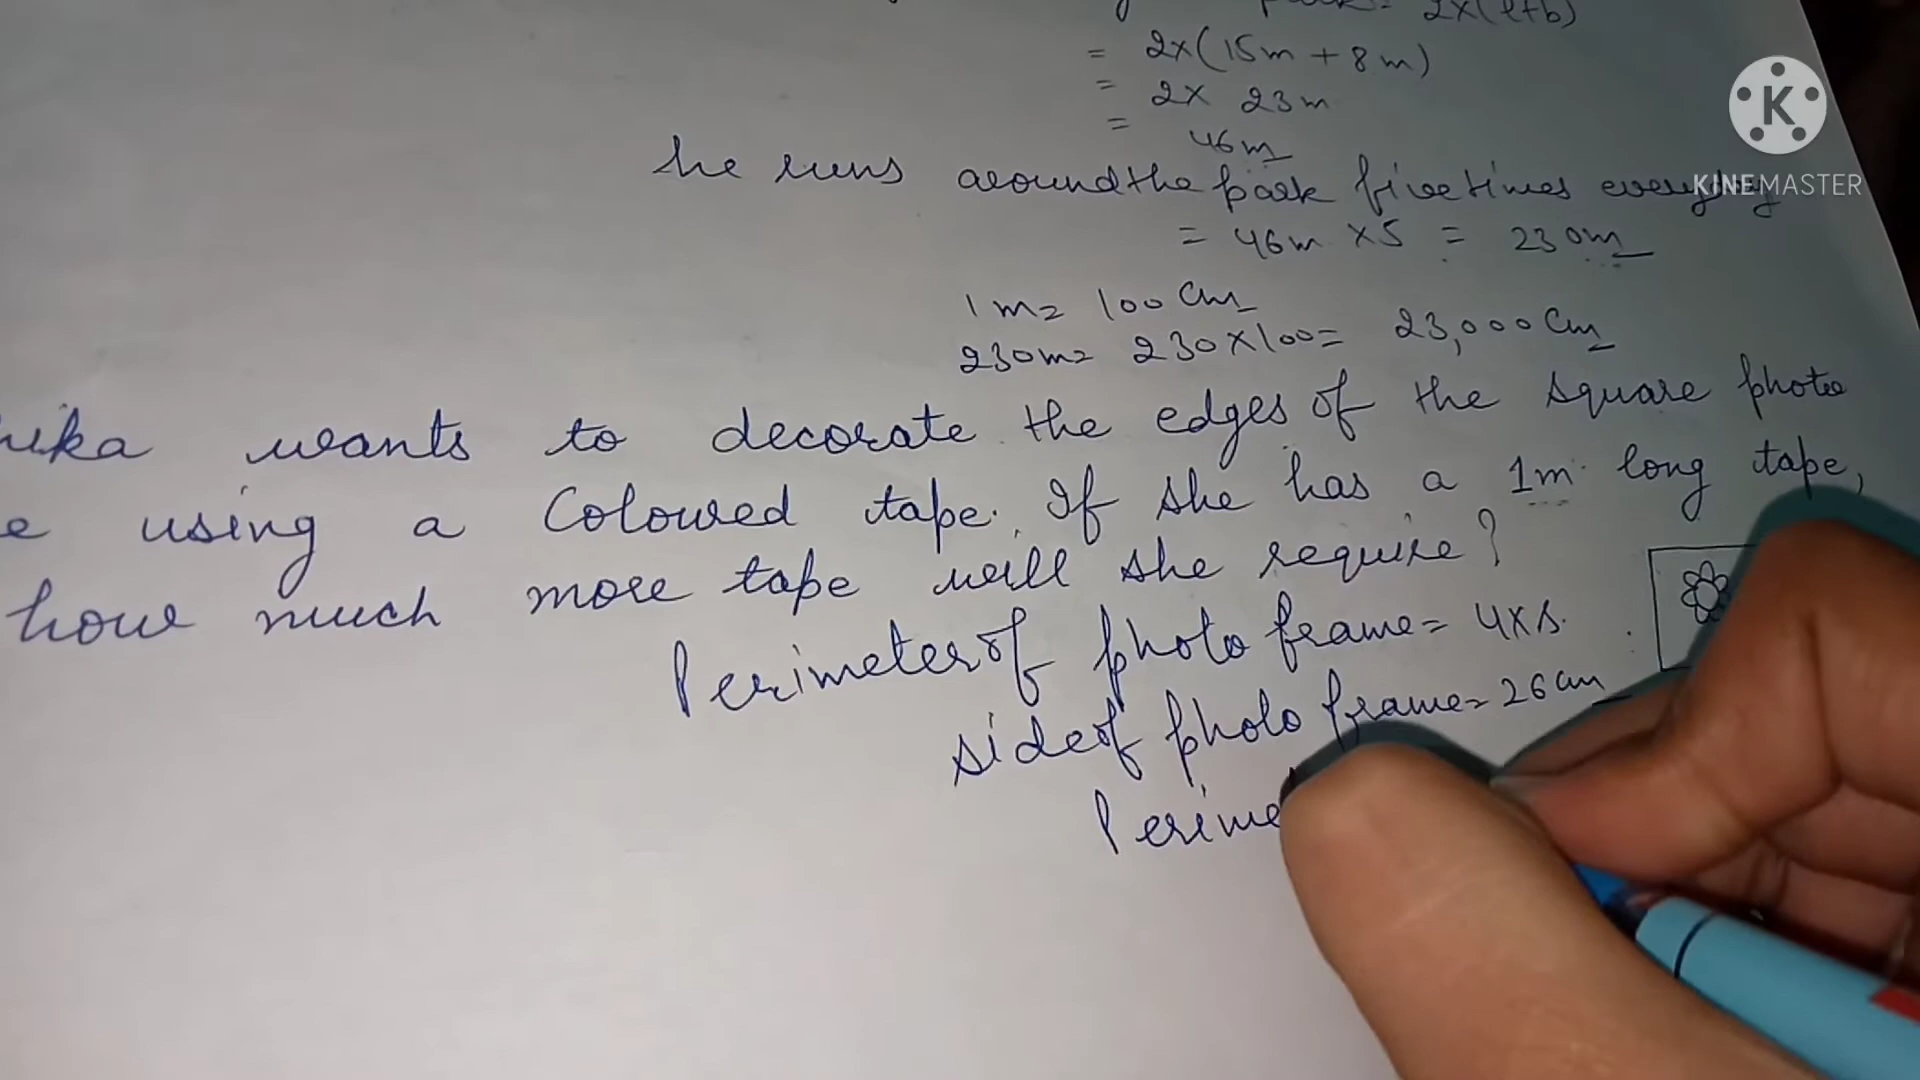 2x(l+b)
= 2x(15m + 8m)
= 2x 23m
= 46m
he runs around the park five times everyday
= 46m x5 = 230m
1m= 100 cm
230m= 230x100= 23,000 cm
wants to decorate the edges of the square photo
using a Coloured tape. If she has a 1m long tape,
how much more tape will she require?
Perimeter of photo frame= 4xs.
side of photo frame= 26cm
Perime
K
KINEMASTER